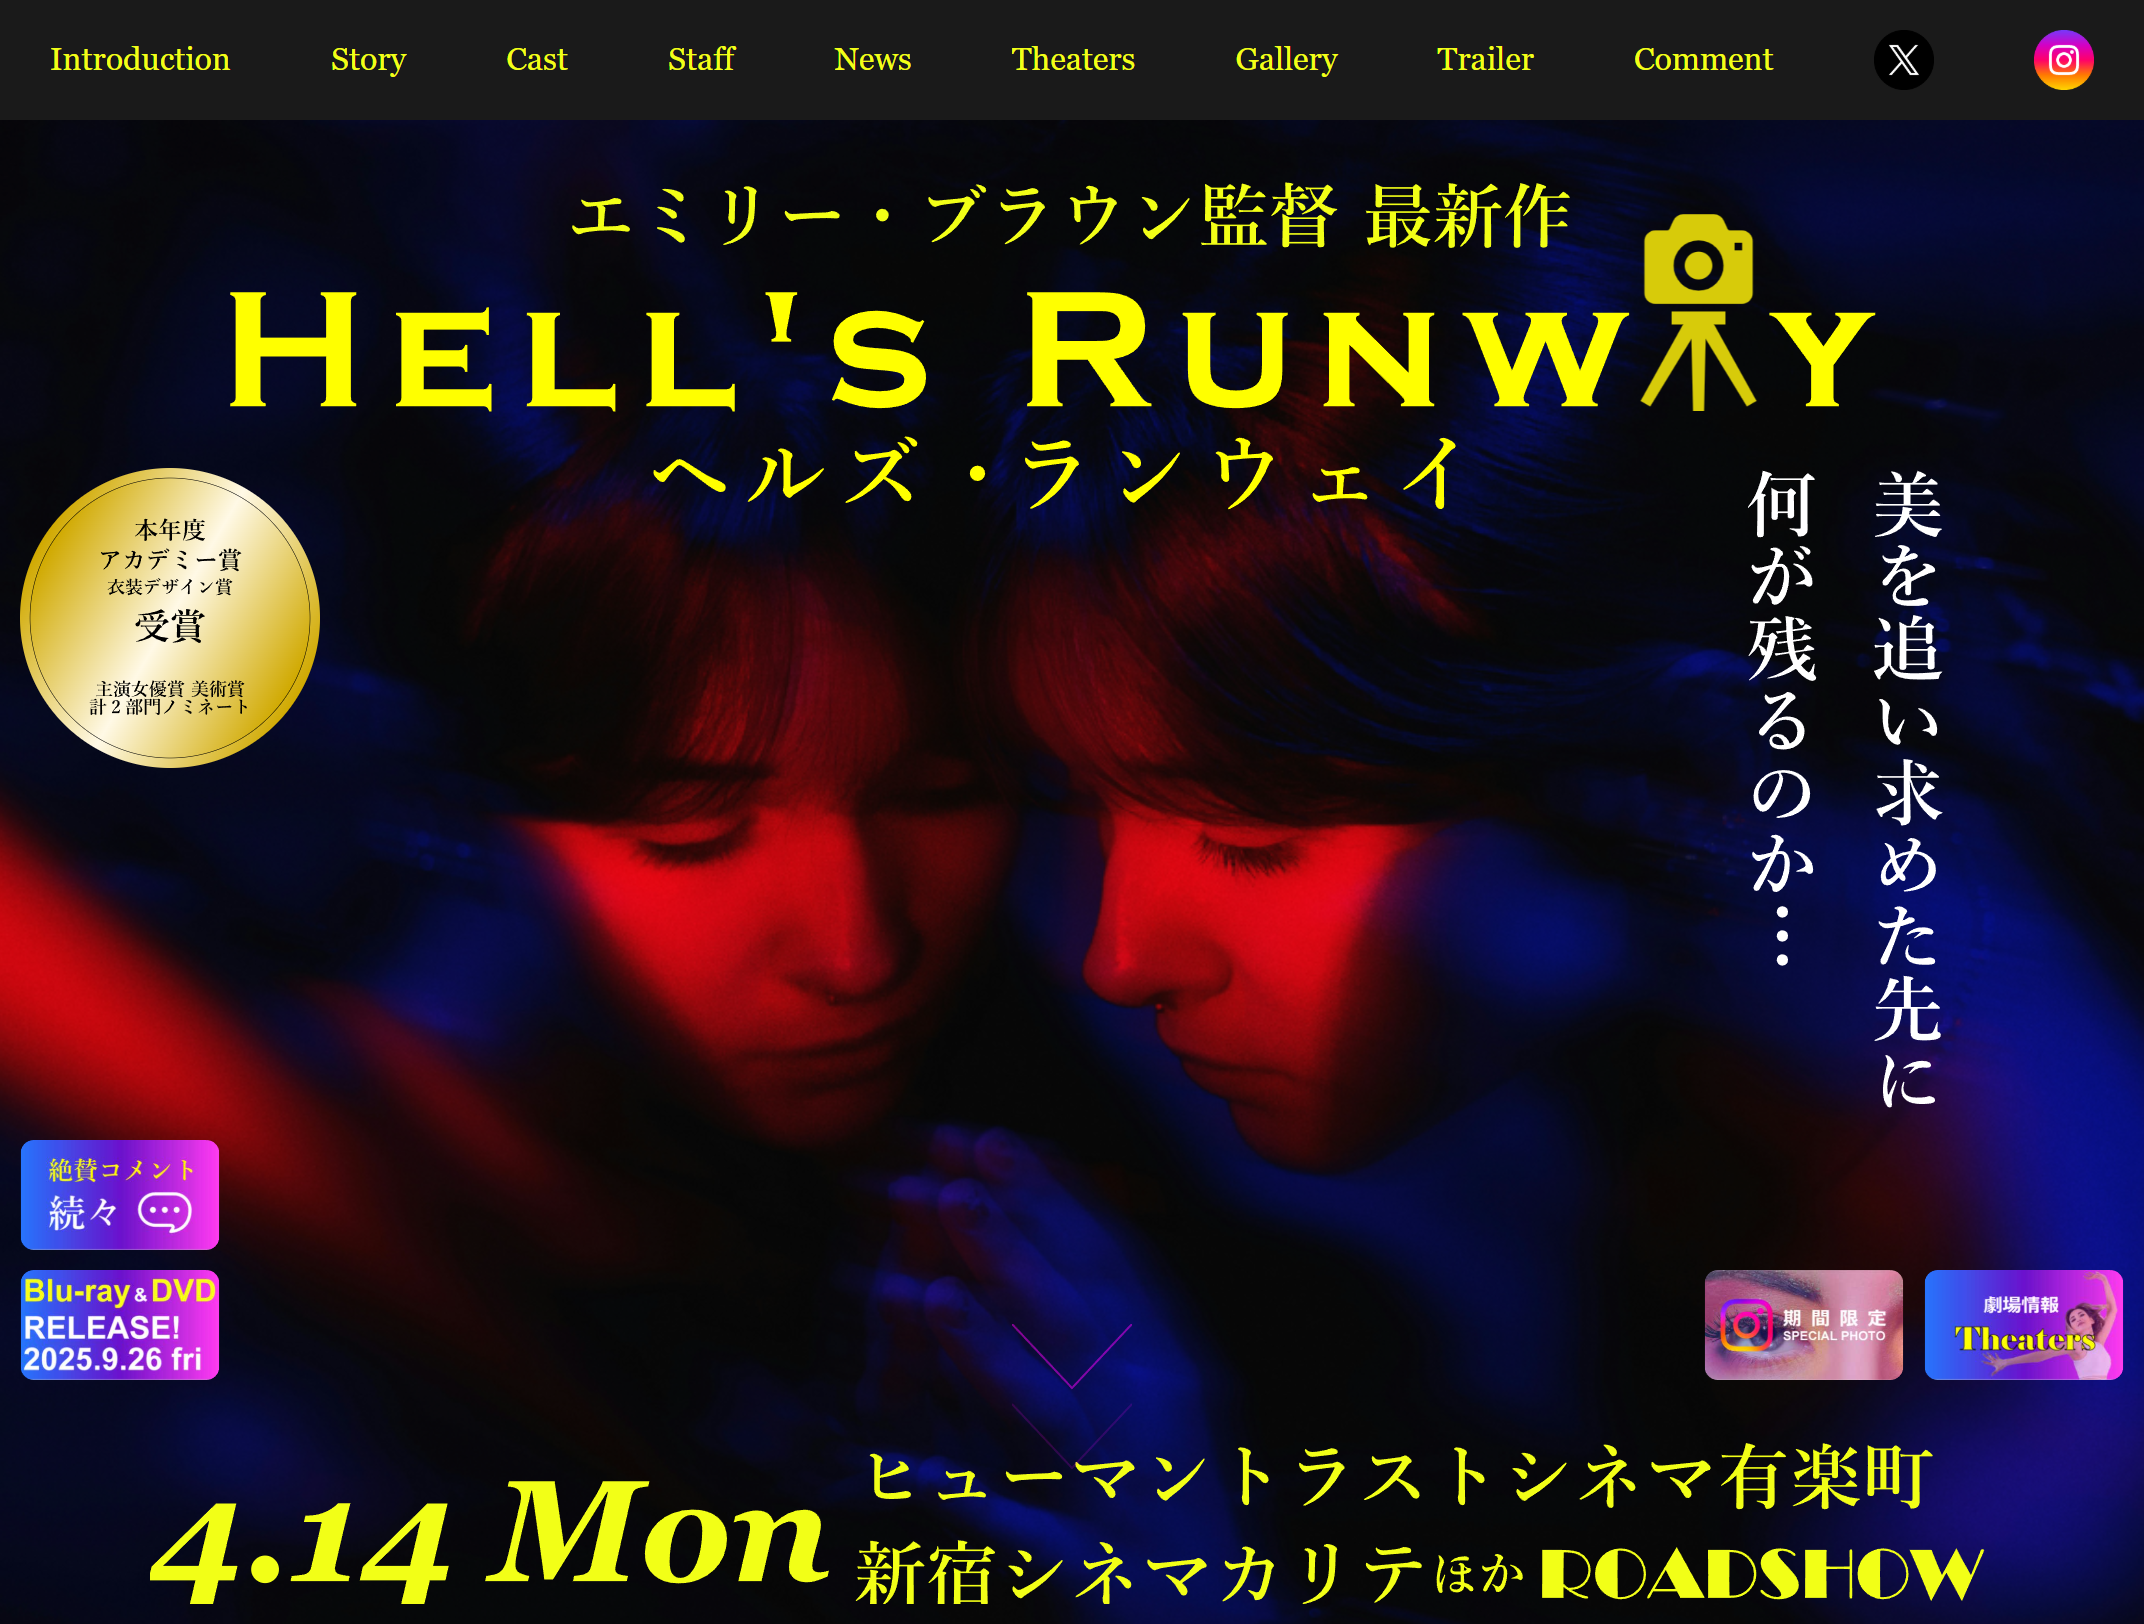 Introduction Story Cast Staff News Theaters Gallery Trailer Comment
エミリー・ブラウン監督 最新作
HELL'S RUNWAY
ヘルズ・ランウェイ
美を追い求めた先に
何が残るのか…
本年度
アカデミー賞
衣装デザイン賞
受賞
主演女優賞 美術賞
計２部門ノミネート
絶賛コメント
続々
Blu-ray & DVD
RELEASE!
2025.9.26 fri
期間限定
SPECIAL PHOTO
劇場情報
Theaters
4.14 Mon
ヒューマントラストシネマ有楽町
新宿シネマカリテほか ROADSHOW